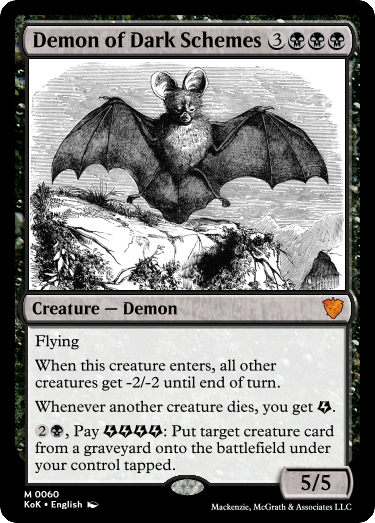 Demon of Dark Schemes 3
Creature — Demon
Flying
When this creature enters, all other
creatures get -2/-2 until end of turn.
Whenever another creature dies, you get .
2 , Pay : Put target creature card
from a graveyard onto the battlefield under
your control tapped.
5/5
M 0060
KoK • English
Mackenzie, McGrath & Associates LLC